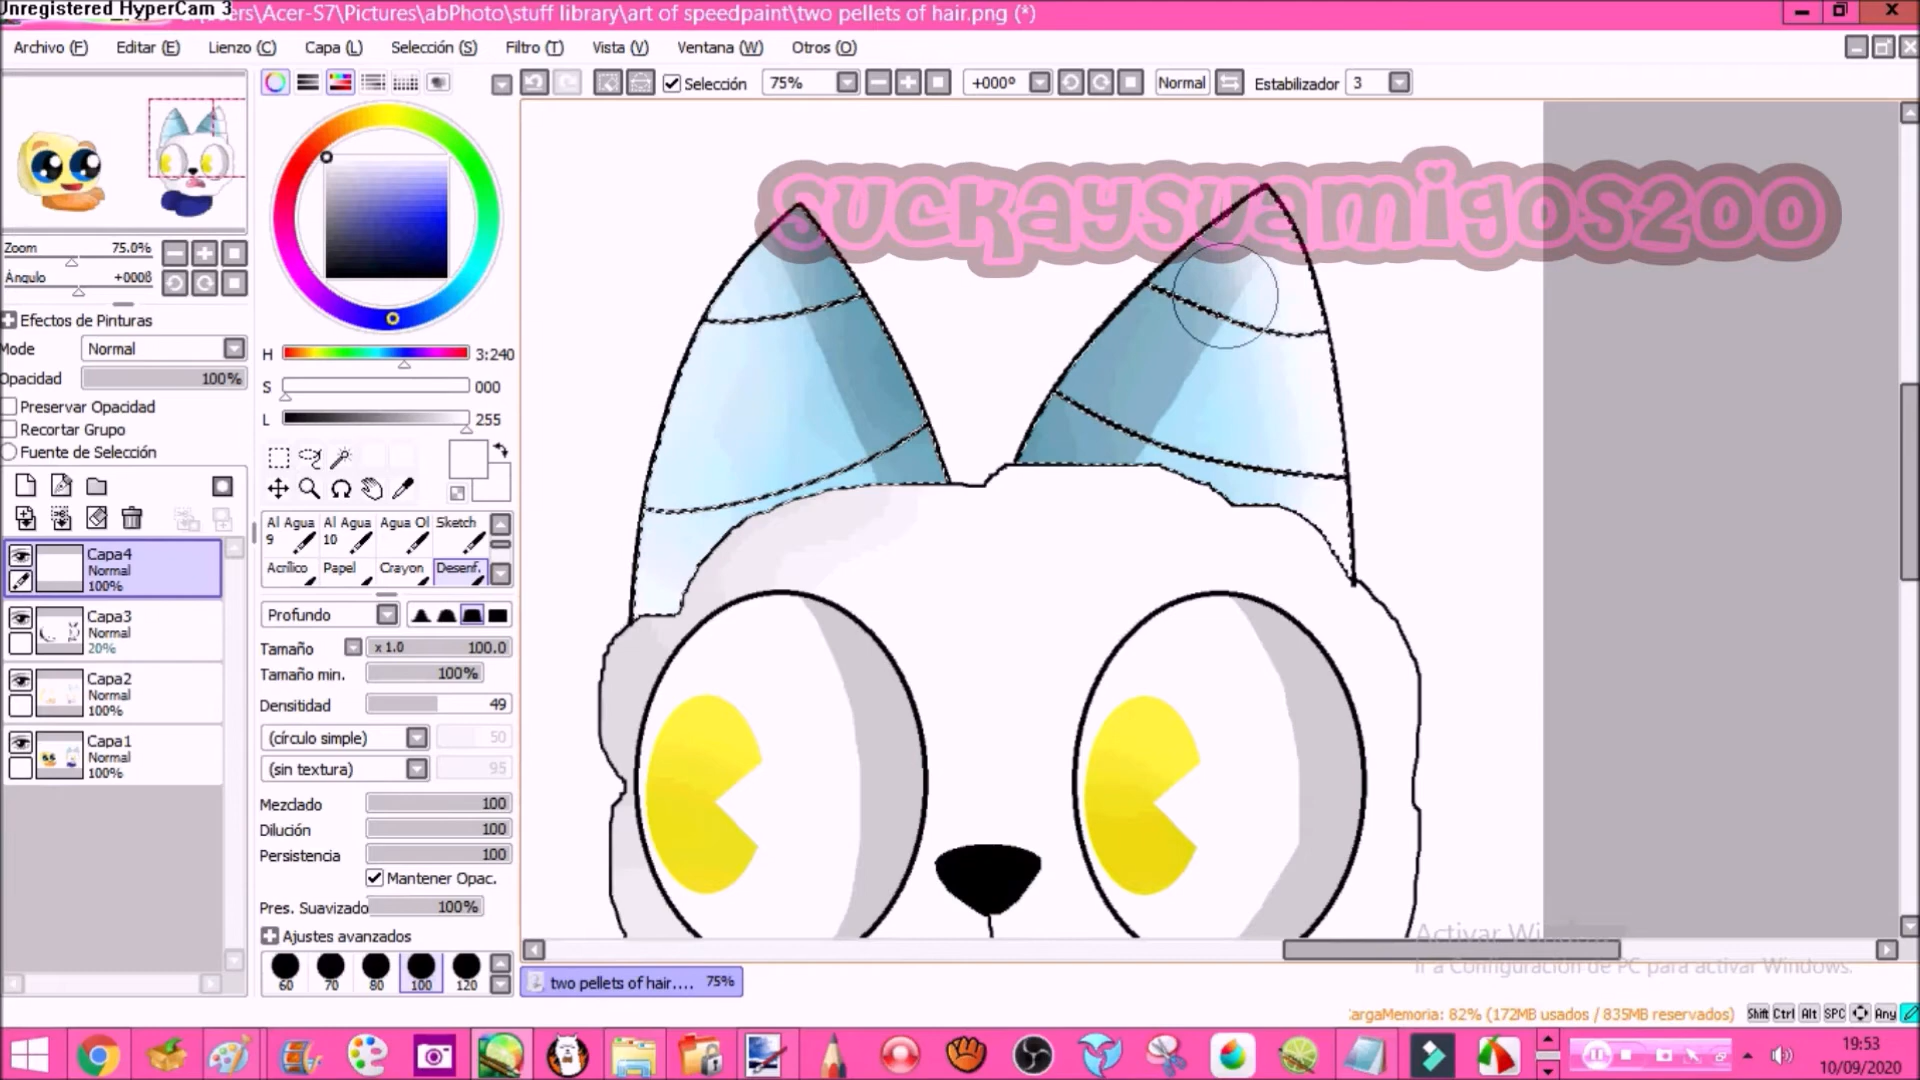 Unregistered HyperCam 3
\Acer-S7\Pictures\abPhoto\stuff library\art of speedpaint\two pellets of hair.png (*)
Archivo (F) Editar (E) Lienzo (C) Capa (L) Selección (S) Filtro (T) Vista (V) Ventana (W) Otros (O)
Selección 75% +000º Normal Estabilizador 3
suckaysuamigos200
Zoom 75.0%
Ángulo +000ß
Efectos de Pinturas
Mode Normal
Opacidad 100%
Preservar Opacidad
Recortar Grupo
Fuente de Selección
Capa4
Normal
100%
Capa3
Normal
20%
Capa2
Normal
100%
Capa1
Normal
100%
H 3:240
S 000
L 255
Al Agua 9 Al Agua 10 Agua Ol Sketch
Acrílico Papel Crayon Desenf.
Profundo
Tamaño x 1.0 100.0
Tamaño min. 100%
Densitidad 49
(círculo simple) 50
(sin textura) 95
Mezclado 100
Dilución 100
Persistencia 100
Mantener Opac.
Pres. Suavizado 100%
Ajustes avanzados
60 70 80 100 120
two pellets of hair.... 75%
Activar Wind
Ir a Configuración de PC para activar Windows.
CargaMemoria: 82% (172MB usados / 835MB reservados) Shift Ctrl Alt SPC Any
19:53
10/09/2020